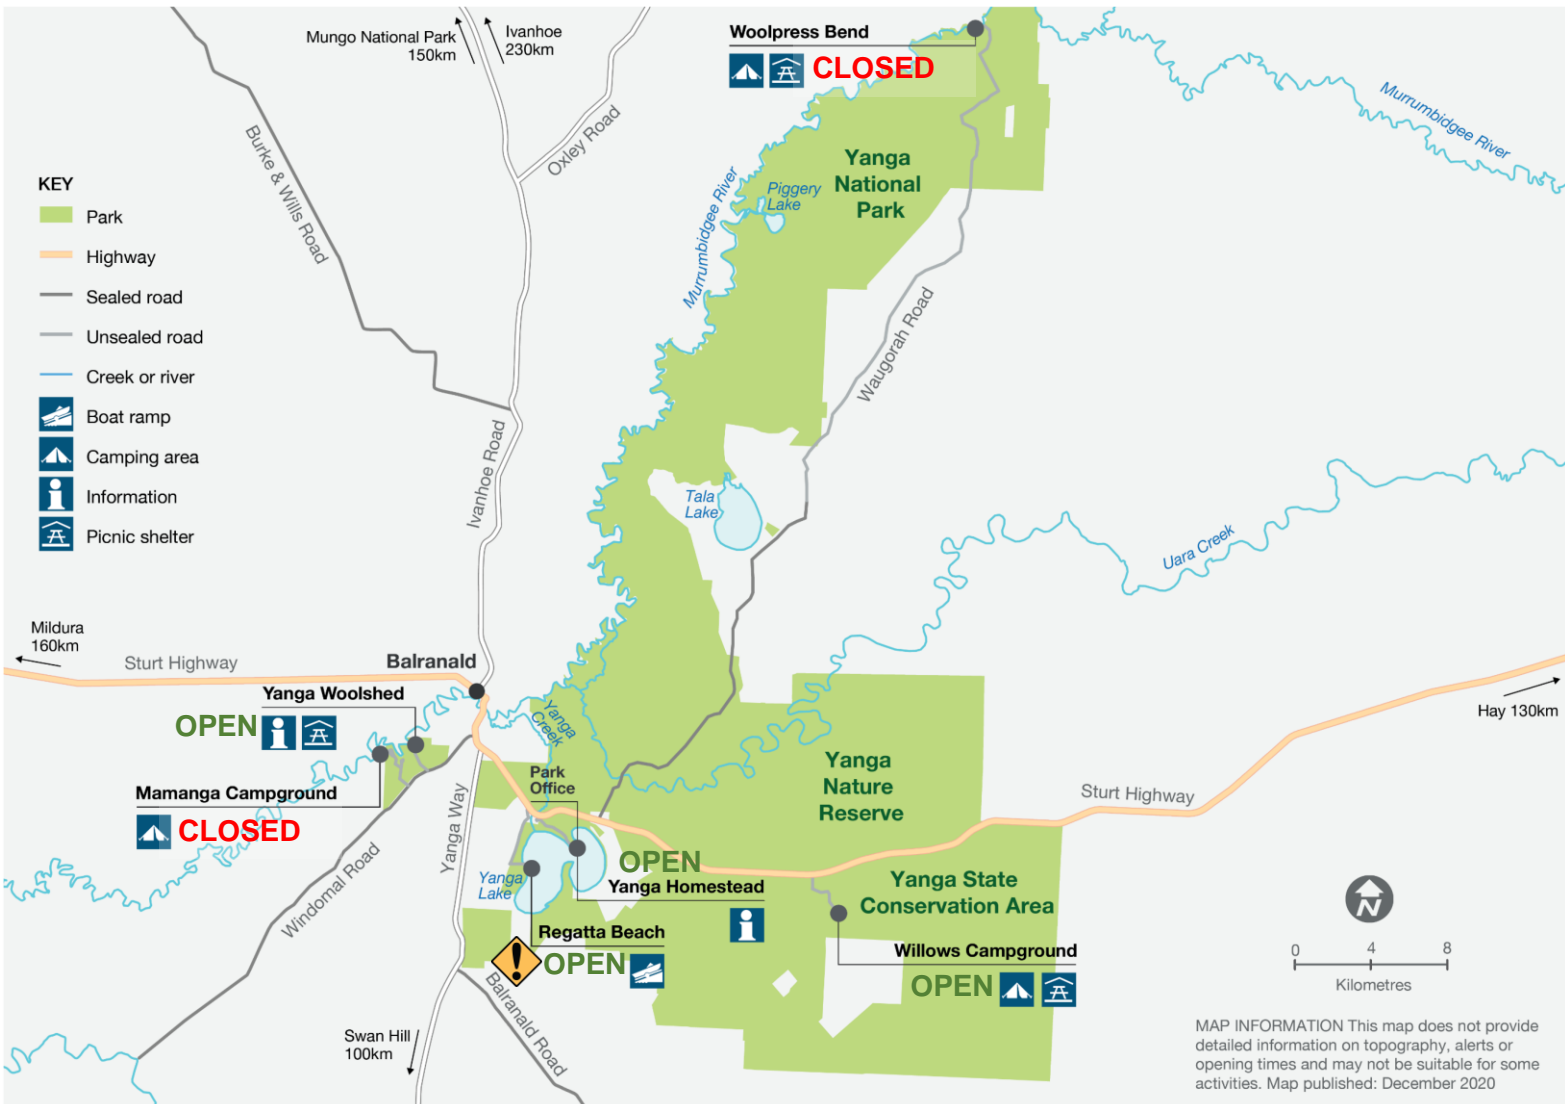 Mungo National Park
150km
Ivanhoe
230km
Woolpress Bend
CLOSED
Murrumbidgee River
Burke & Wills Road
Oxley Road
Yanga
National
Park
Piggery
Lake
Murrumbidgee River
KEY
Park
Highway
Sealed road
Unsealed road
Creek or river
Boat ramp
Camping area
Information
Picnic shelter
Waugorah Road
Ivanhoe Road
Tala
Lake
Uara Creek
Mildura
160km
Sturt Highway
Balranald
Yanga Woolshed
OPEN
Yanga
Creek
Hay 130km
Park
Office
Yanga
Nature
Reserve
Mamanga Campground
CLOSED
Sturt Highway
Yanga Way
Windomal Road
Yanga
Lake
OPEN
Yanga Homestead
Yanga State
Conservation Area
N
Regatta Beach
OPEN
Willows Campground
OPEN
0 4 8
Kilometres
Balranald Road
Swan Hill
100km
MAP INFORMATION This map does not provide
detailed information on topography, alerts or
opening times and may not be suitable for some
activities. Map published: December 2020